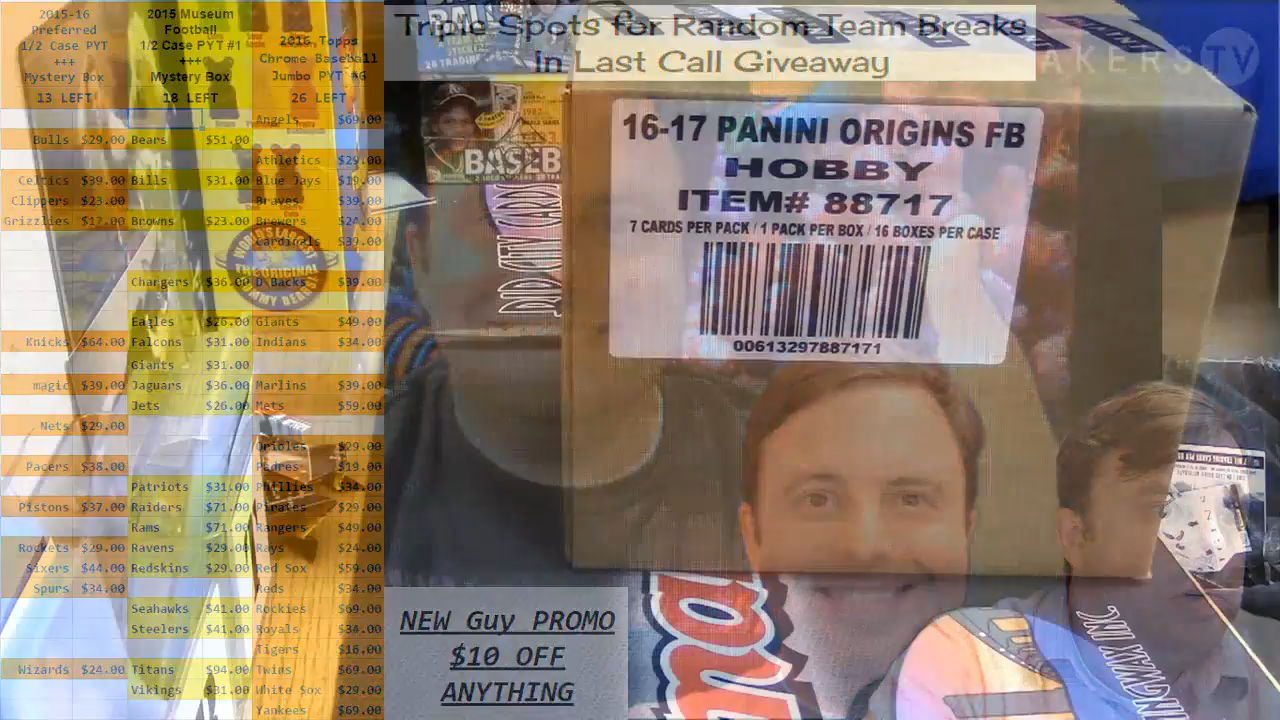 Triple Spots for Random Team Breaks
in Last Call Giveaway
AKERSTV
2015-16
Preferred
1/2 Case PYT
+++
Mystery Box
13 LEFT
Bulls $29.00
Celtics $39.00
Clippers $23.00
Grizzlies $17.00
Knicks $64.00
magic $39.00
Nets $29.00
Pacers $38.00
Pistons $37.00
Rockets $29.00
Sixers $44.00
Spurs $34.00
Wizards $24.00
2015 Museum
Football
1/2 Case PYT #1
+++
Mystery Box
18 LEFT
Bears $51.00
Bills $31.00
Browns $23.00
Chargers $36.00
Eagles $26.00
Falcons $31.00
Giants $31.00
Jaguars $36.00
Jets $26.00
Patriots $31.00
Raiders $71.00
Rams $71.00
Ravens $29.00
Redskins $29.00
Seahawks $41.00
Steelers $41.00
Titans $94.00
Vikings $31.00
2016 Topps
Chrome Baseball
Jumbo PYT #6
26 LEFT
Angels $69.00
Athletics $29.00
Blue Jays $19.00
Braves $39.00
Brewers $24.00
Cardinals $39.00
D Backs $39.00
Giants $49.00
Indians $34.00
Marlins $39.00
Mets $59.00
Orioles $29.00
Padres $19.00
Phillies $34.00
Pirates $29.00
Rangers $49.00
Rays $24.00
Red Sox $59.00
Reds $34.00
Rockies $69.00
Royals $34.00
Tigers $16.00
Twins $69.00
White Sox $29.00
Yankees $69.00
THE ORIGINAL
BASEB
16-17 PANINI ORIGINS FB
HOBBY
ITEM# 88717
7 CARDS PER PACK / 1 PACK PER BOX / 16 BOXES PER CASE
00613297887171
NEW Guy PROMO
$10 OFF
ANYTHING
INGWAX INC